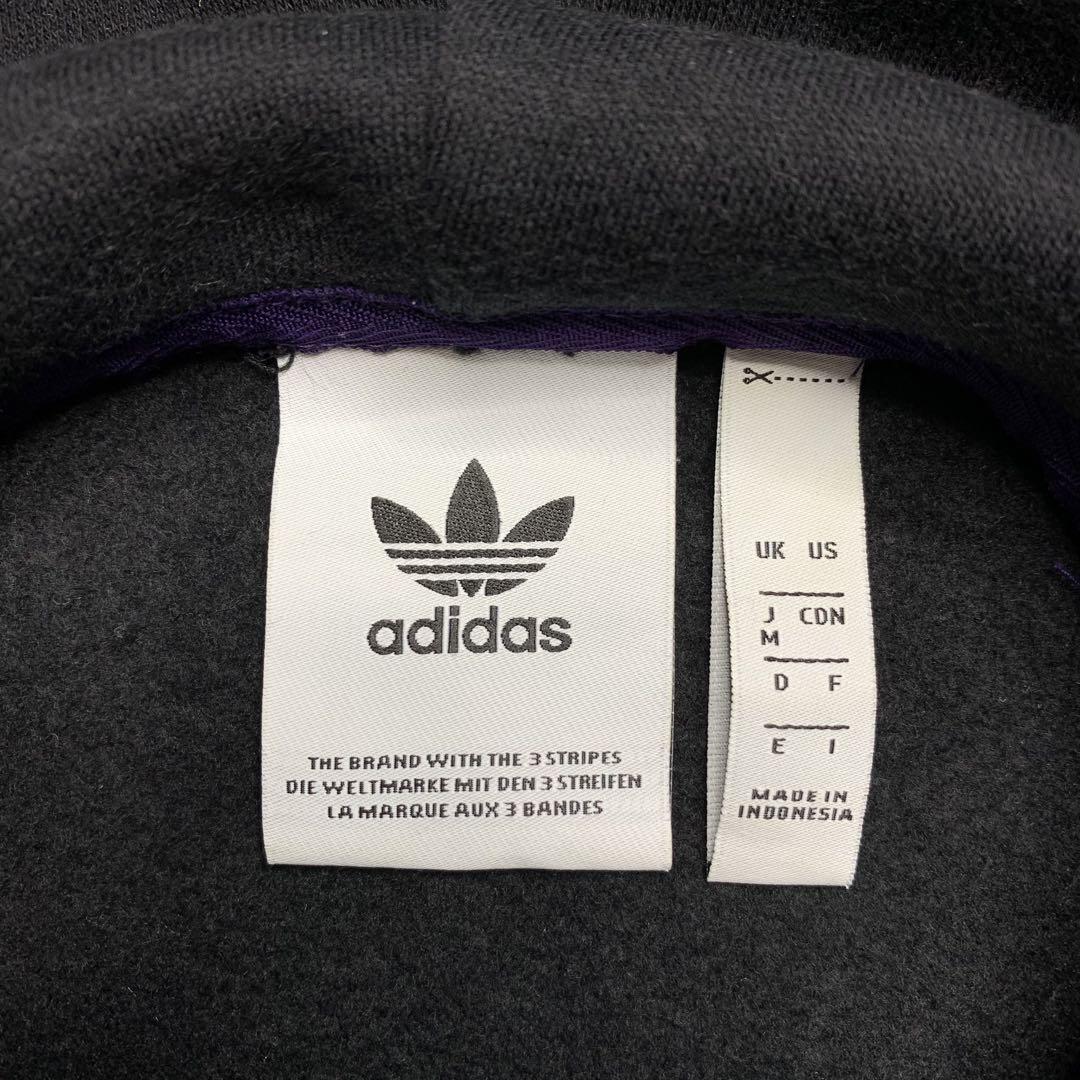 adidas
THE BRAND WITH THE 3 STRIPES
DIE WELTMARKE MIT DEN 3 STREIFEN
LA MARQUE AUX 3 BANDES
UK US
J CDN
M
D F
E I
MADE IN
INDONESIA